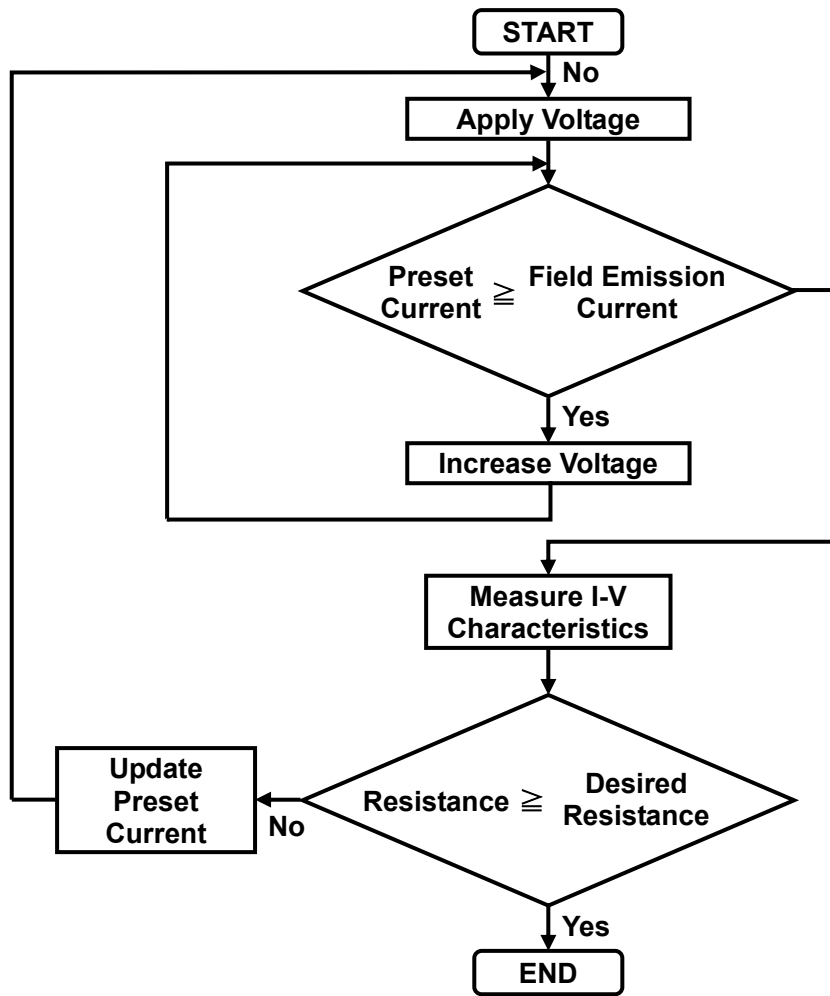 START
No
Apply Voltage
Preset ≧ Field Emission
Current Current
Yes
Increase Voltage
Measure I-V
Characteristics
Update
Preset
Current
No
Resistance ≧ Desired
Resistance
Yes
END